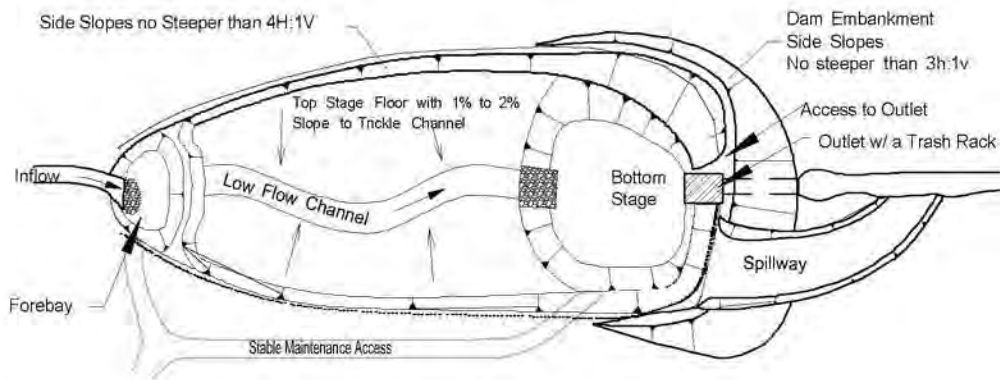 Side Slopes no Steeper than 4H:1V
Dam Embankment
Side Slopes
No steeper than 3h:1v
Top Stage Floor with 1% to 2%
Slope to Trickle Channel
Access to Outlet
Outlet w/ a Trash Rack
Inflow
Low Flow Channel
Bottom
Stage
Spillway
Forebay
Stable Maintenance Access